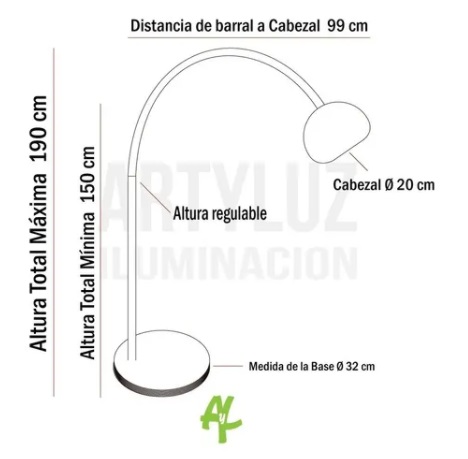 Distancia de barral a Cabezal 99 cm
Altura Total Máxima 190 cm
Altura Total Mínima 150 cm
ARTYLUZ
ILUMINACION
Cabezal Ø 20 cm
Altura regulable
Medida de la Base Ø 32 cm
AyL